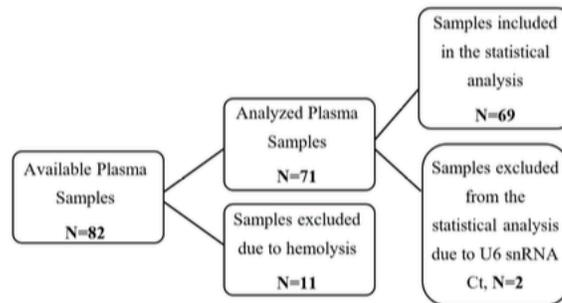 Available Plasma
Samples
N=82
Analyzed Plasma
Samples
N=71
Samples excluded
due to hemolysis
N=11
Samples included
in the statistical
analysis
N=69
Samples excluded
from the
statistical analysis
due to U6 snRNA
Ct, N=2